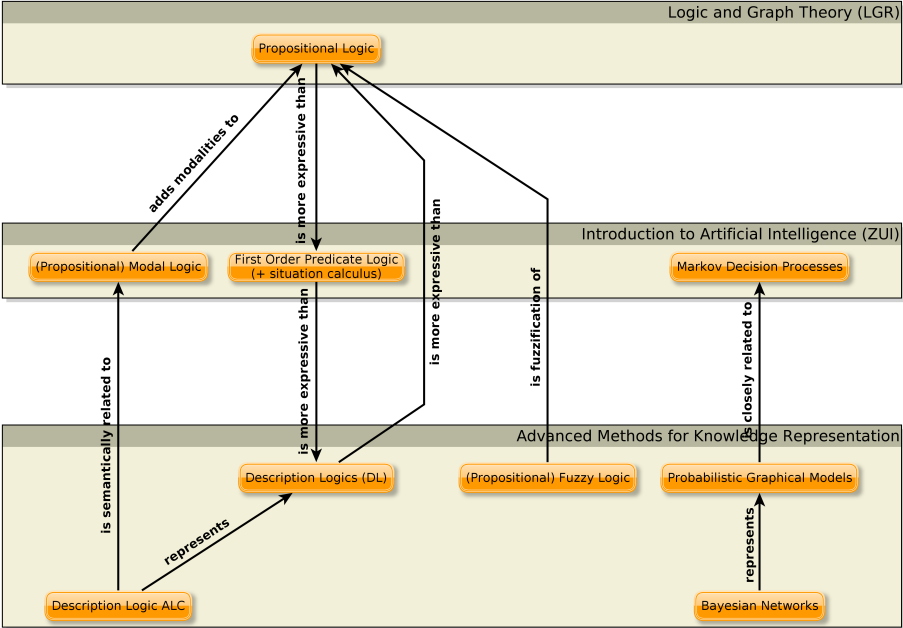 Logic and Graph Theory (LGR)
Propositional Logic
adds modalities to
is more expressive than
is more expressive than
is fuzzification of
Introduction to Artificial Intelligence (ZUI)
(Propositional) Modal Logic
First Order Predicate Logic
(+ situation calculus)
Markov Decision Processes
is semantically related to
is more expressive than
is closely related to
Advanced Methods for Knowledge Representation
Description Logics (DL)
(Propositional) Fuzzy Logic
Probabilistic Graphical Models
represents
represents
Description Logic ALC
Bayesian Networks